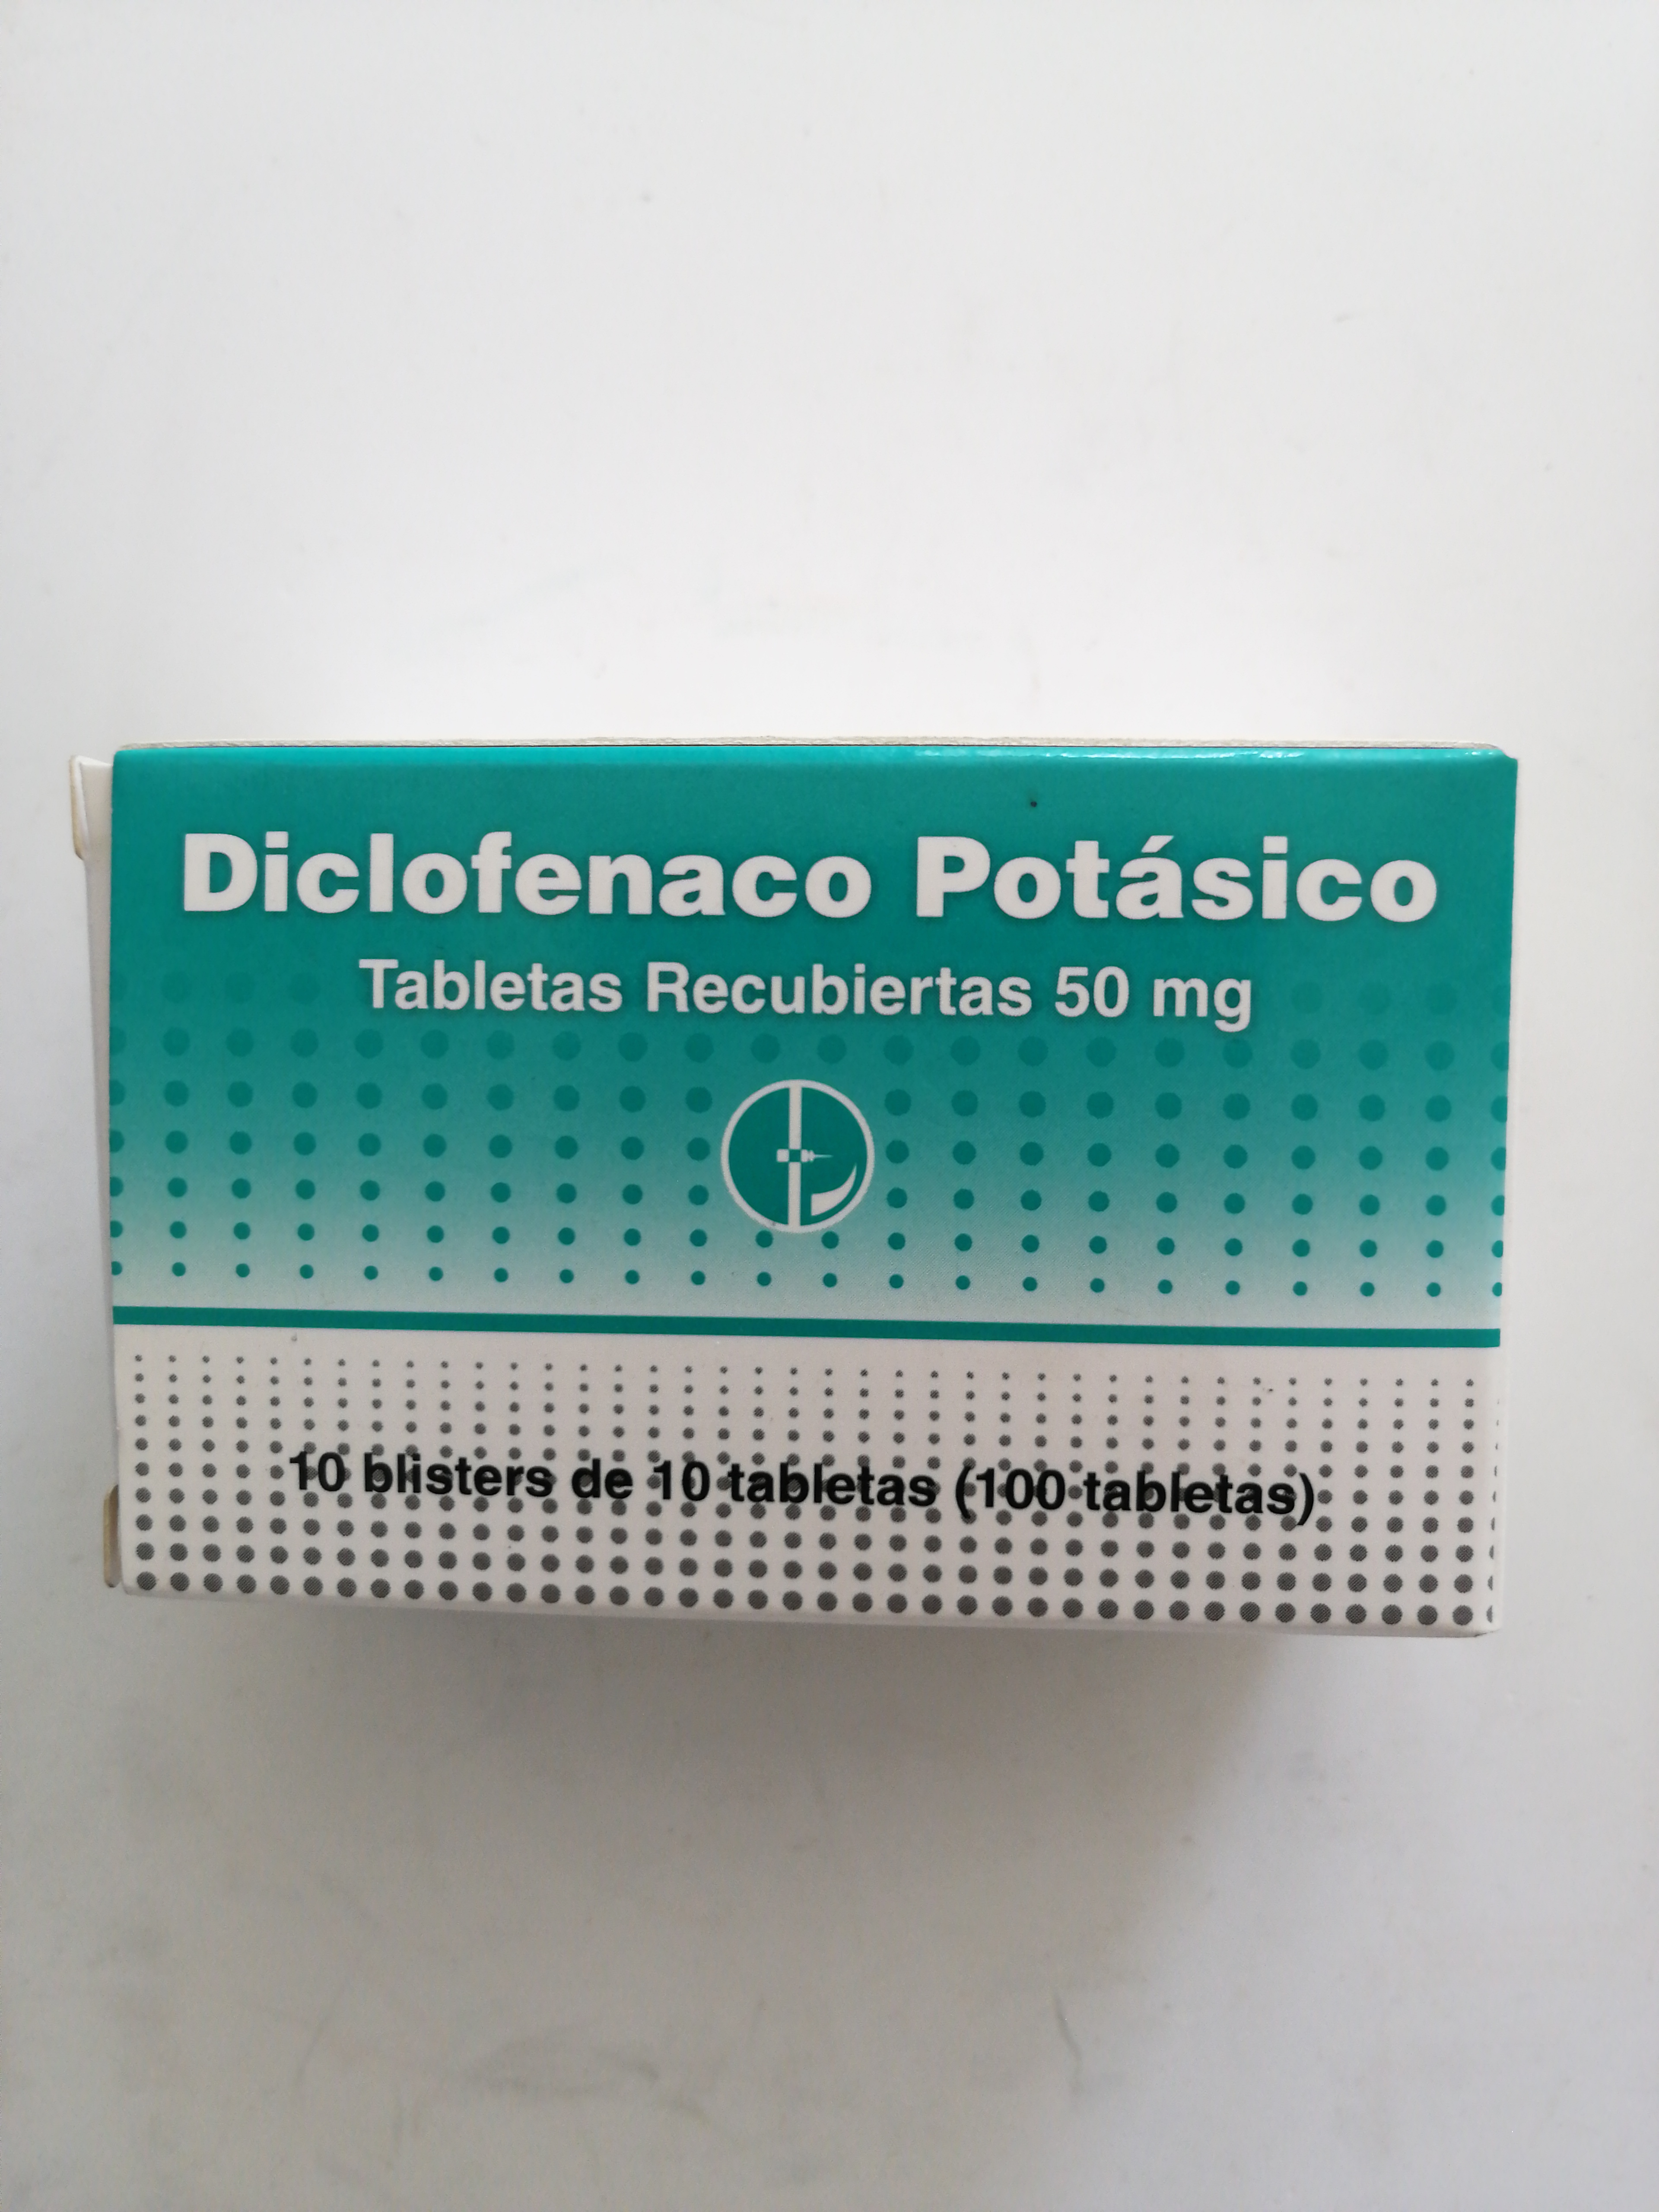 Diclofenaco Potásico
Tabletas Recubiertas 50 mg
10 blisters de 10 tabletas (100 tabletas)